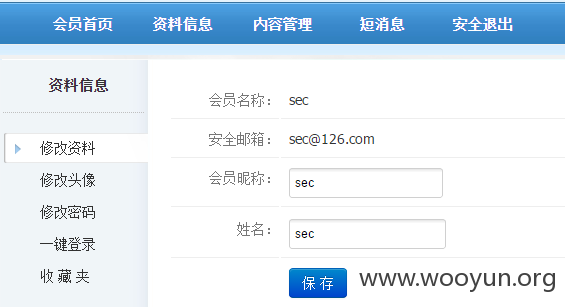 会员首页 资料信息 内容管理 短消息 安全退出
资料信息
修改资料
修改头像
修改密码
一键登录
收 藏 夹
会员名称： sec
安全邮箱： sec@126.com
会员昵称： sec
姓名： sec
保 存
www.wooyun.org